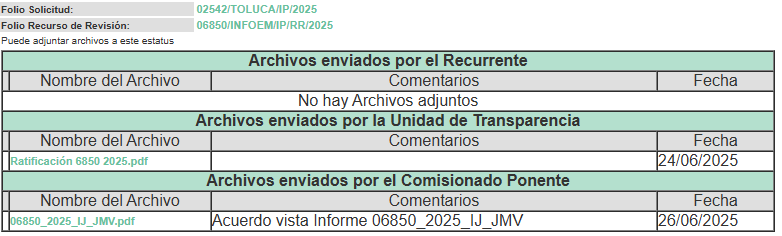 Folio Solicitud: 02542/TOLUCA/IP/2025
Folio Recurso de Revisión: 06850/INFOEM/IP/RR/2025
Puede adjuntar archivos a este estatus
Archivos enviados por el Recurrente
Nombre del Archivo Comentarios Fecha
No hay Archivos adjuntos
Archivos enviados por la Unidad de Transparencia
Nombre del Archivo Comentarios Fecha
Ratificación 6850 2025.pdf 24/06/2025
Archivos enviados por el Comisionado Ponente
Nombre del Archivo Comentarios Fecha
06850_2025_IJ_JMV.pdf Acuerdo vista Informe 06850_2025_IJ_JMV 26/06/2025